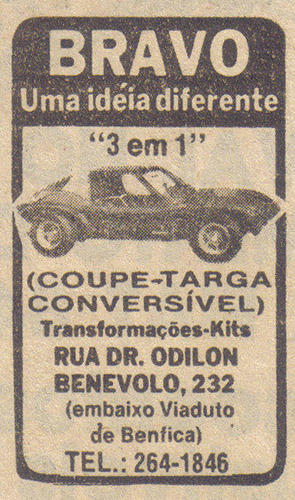 BRAVO
Uma idéia diferente
"3 em 1"
(COUPE-TARGA
CONVERSÍVEL)
Transformações-Kits
RUA DR. ODILON
BENEVOLO, 232
(embaixo Viaduto
de Benfica)
TEL.: 264-1846